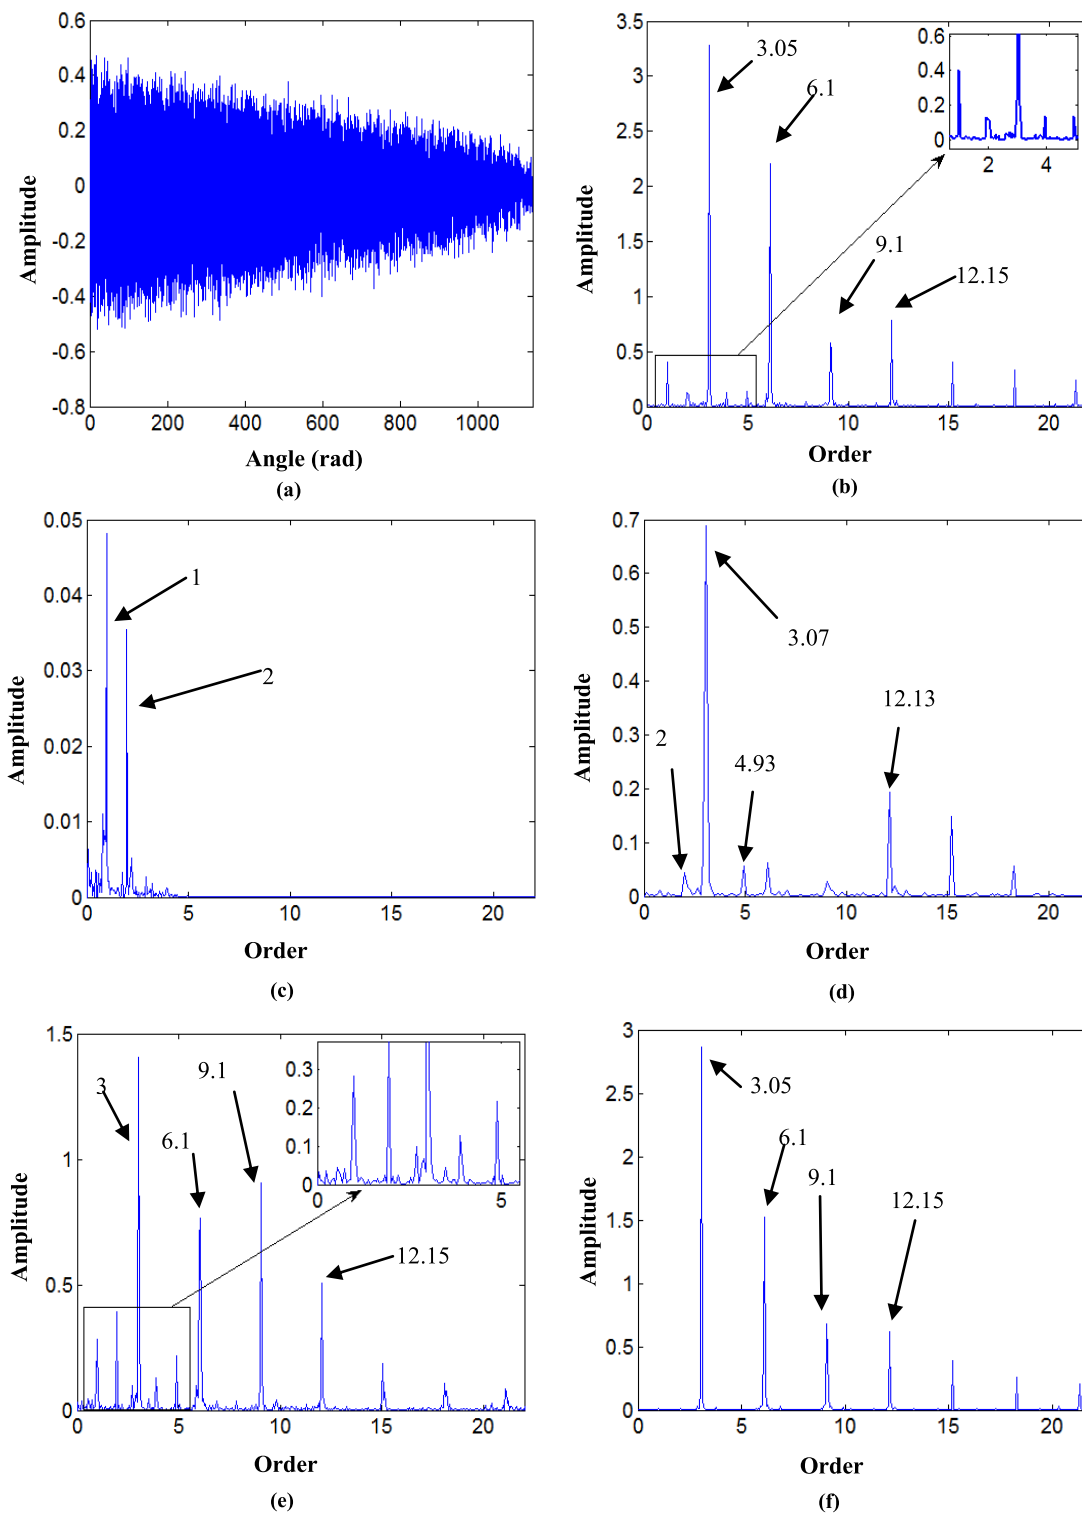 0.6
0.4
0.2
0
-0.2
-0.4
-0.6
-0.8
0 200 400 600 800 1000
Amplitude
Angle (rad)
(a)
3.5
3
2.5
2
1.5
1
0.5
0
0 5 10 15 20
Amplitude
Order
3.05
6.1
9.1
12.15
0.6
0.4
0.2
0
2 4
(b)
0.05
0.04
0.03
0.02
0.01
0
0 5 10 15 20
Amplitude
Order
1
2
(c)
0.7
0.6
0.5
0.4
0.3
0.2
0.1
0
0 5 10 15 20
Amplitude
Order
3.07
2
4.93
12.13
(d)
1.5
1
0.5
0
0 5 10 15 20
Amplitude
Order
3
6.1
9.1
12.15
0.3
0.2
0.1
0
0 5
(e)
3
2.5
2
1.5
1
0.5
0
0 5 10 15 20
Amplitude
Order
3.05
6.1
9.1
12.15
(f)